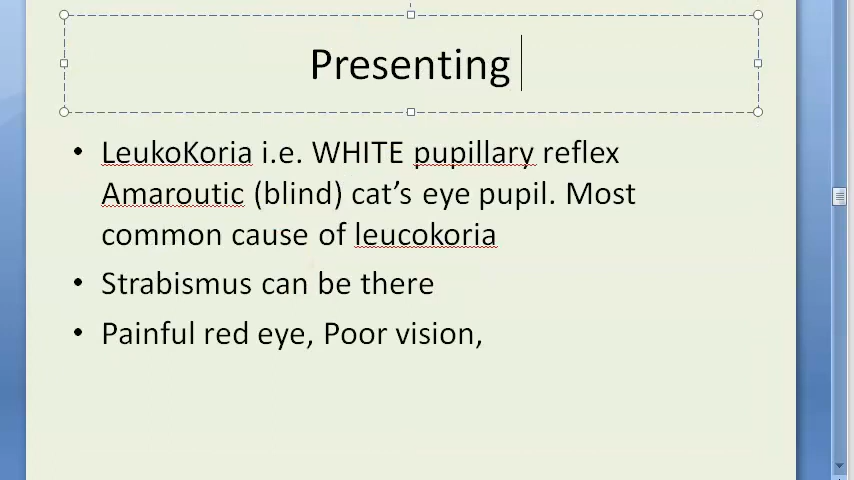 Presenting
• LeukoKoria i.e. WHITE pupillary reflex
Amaroutic (blind) cat’s eye pupil. Most
common cause of leucokoria
• Strabismus can be there
• Painful red eye, Poor vision,